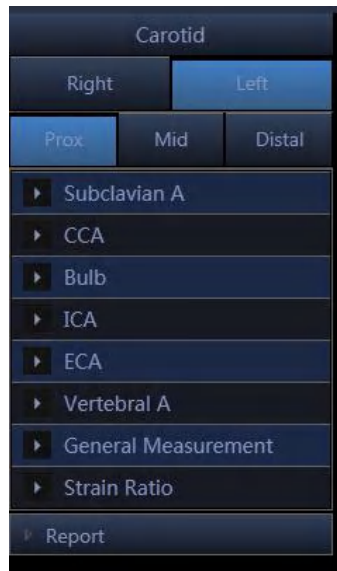 Carotid
Right Left
Prox Mid Distal
Subclavian A
CCA
Bulb
ICA
ECA
Vertebral A
General Measurement
Strain Ratio
Report